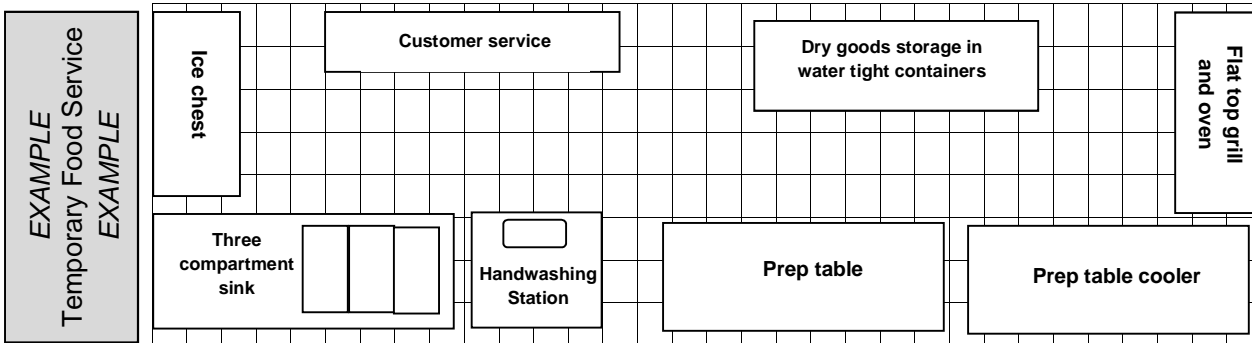 EXAMPLE
Temporary Food Service
EXAMPLE
Ice chest
Customer service
Dry goods storage in
water tight containers
Flat top grill
and oven
Three
compartment
sink
Handwashing
Station
Prep table
Prep table cooler